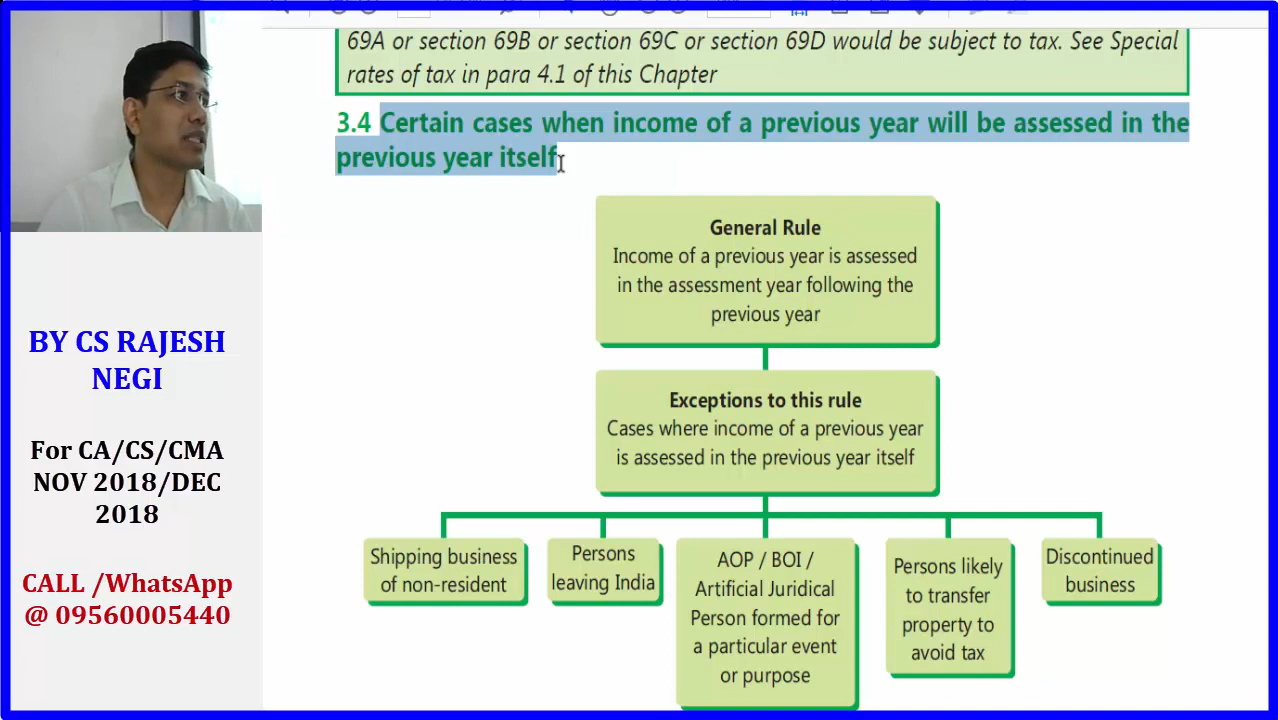 69A or section 69B or section 69C or section 69D would be subject to tax. See Special
rates of tax in para 4.1 of this Chapter
3.4 Certain cases when income of a previous year will be assessed in the
previous year itself
General Rule
Income of a previous year is assessed
in the assessment year following the
previous year
Exceptions to this rule
Cases where income of a previous year
is assessed in the previous year itself
Shipping business
of non-resident
Persons
leaving India
AOP / BOI /
Artificial Juridical
Person formed for
a particular event
or purpose
Persons likely
to transfer
property to
avoid tax
Discontinued
business
BY CS RAJESH
NEGI
For CA/CS/CMA
NOV 2018/DEC
2018
CALL /WhatsApp
@ 09560005440